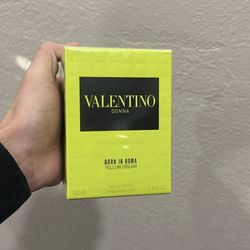 VALENTINO
DONNA
BORN IN ROMA
YELLOW DREAM